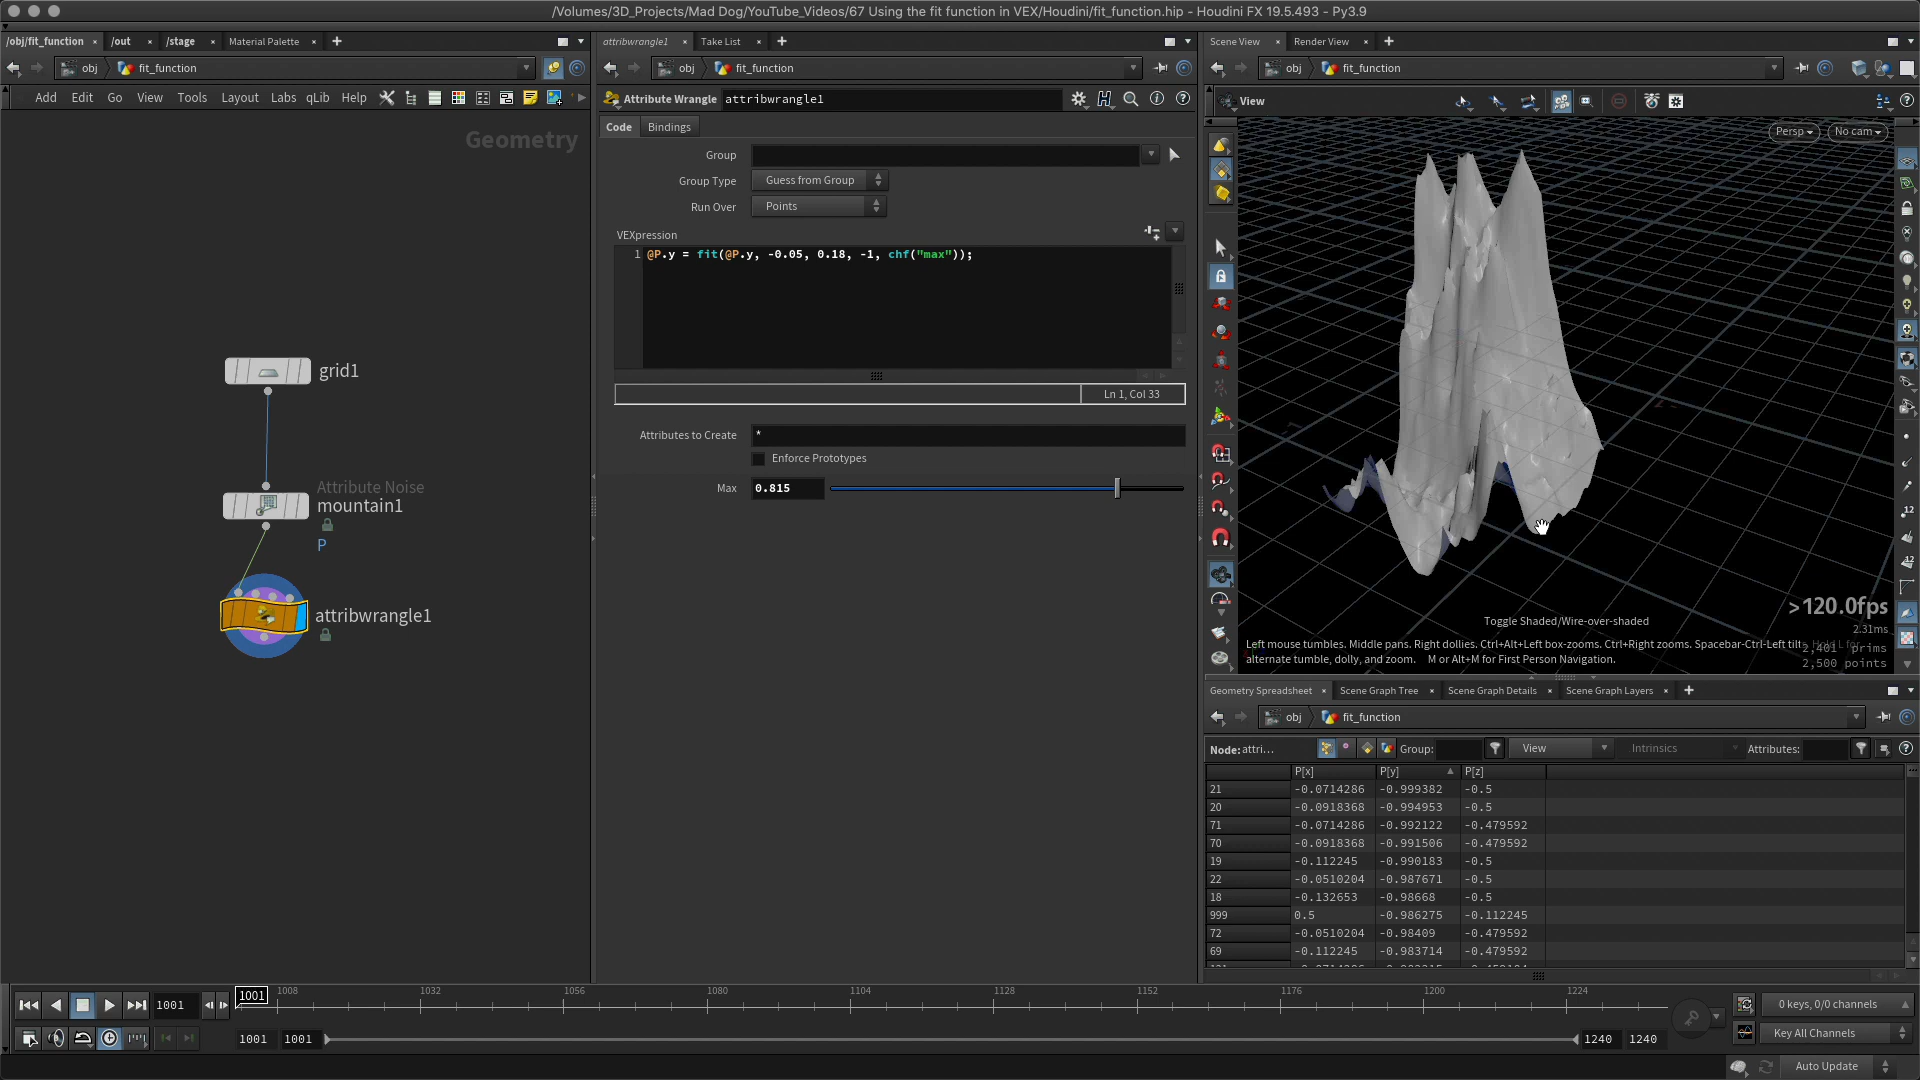 /Volumes/3D_Projects/Mad Dog/YouTube_Videos/67 Using the fit function in VEX/Houdini/fit_function.hip - Houdini FX 19.5.493 - Py3.9
/obj/fit_function × /out × /stage × Material Palette × +
obj fit_function
Add Edit Go View Tools Layout Labs qLib Help
Geometry
grid1
Attribute Noise
mountain1
P
attribwrangle1
attribwrangle1 × Take List × +
obj fit_function
Attribute Wrangle attribwrangle1
Code Bindings
Group
Group Type Guess from Group
Run Over Points
VEXpression
1 @P.y = fit(@P.y, -0.05, 0.18, -1, chf("max"));
Ln 1, Col 33
Attributes to Create *
Enforce Prototypes
Max 0.815
Scene View × Render View × +
obj fit_function
View
Persp No cam
>120.0fps
2.31ms
Toggle Shaded/Wire-over-shaded
Left mouse tumbles. Middle pans. Right dollies. Ctrl+Alt+Left box-zooms. Ctrl+Right zooms. Spacebar-Ctrl-Left tilts. Hold L for
alternate tumble, dolly, and zoom. M or Alt+M for First Person Navigation.
2,401 prims
2,500 points
12
12
Geometry Spreadsheet × Scene Graph Tree × Scene Graph Details × Scene Graph Layers × +
obj fit_function
Node: attri... Group: View Intrinsics Attributes:
P[x] P[y] P[z]
21 -0.0714286 -0.999382 -0.5
20 -0.0918368 -0.994953 -0.5
71 -0.0714286 -0.992122 -0.479592
70 -0.0918368 -0.991506 -0.479592
19 -0.112245 -0.990183 -0.5
22 -0.0510204 -0.987671 -0.5
18 -0.132653 -0.98668 -0.5
999 0.5 -0.986275 -0.112245
72 -0.0510204 -0.98409 -0.479592
69 -0.112245 -0.983714 -0.479592
1001 1001 1008 1032 1056 1080 1104 1128 1152 1176 1200 1224
0 keys, 0/0 channels
1001 1001 1240 1240
Key All Channels
Auto Update